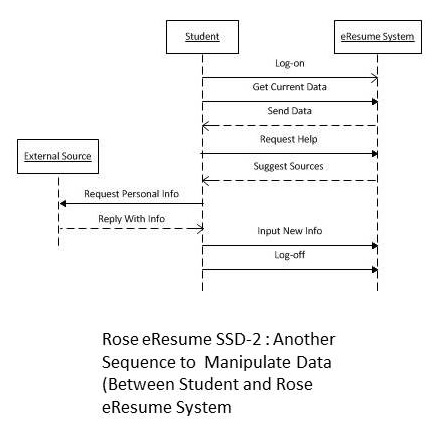 Student
eResume System
Log-on
Get Current Data
Send Data
Request Help
External Source
Suggest Sources
Request Personal Info
Reply With Info
Input New Info
Log-off
Rose eResume SSD-2 : Another
Sequence to Manipulate Data
(Between Student and Rose
eResume System